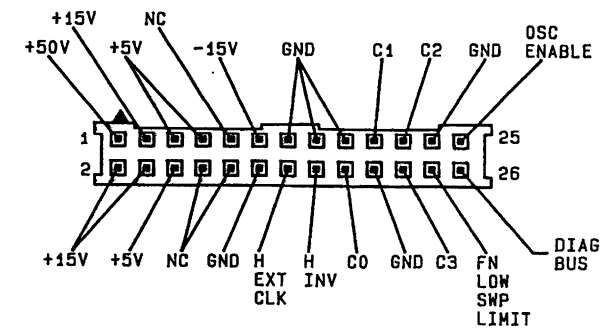 +15V NC
+50V +5V -15V GND C1 C2 GND OSC
ENABLE
1 25
2 26
+15V +5V NC GND H
EXT
CLK
H
INV
C0 GND C3 FN
LOW
SWP
LIMIT
DIAG
BUS